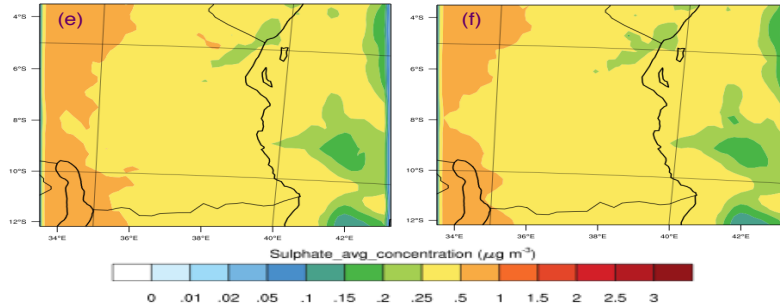 (e) (f)
4°S 4°S
6°S 6°S
8°S 8°S
10°S 10°S
12°S 12°S
34°E 36°E 38°E 40°E 42°E 34°E 36°E 38°E 40°E 42°E
Sulphate_avg_concentration (μg m⁻³)
0 .01 .02 .05 .1 .15 .2 .25 .5 1 1.5 2 2.5 3